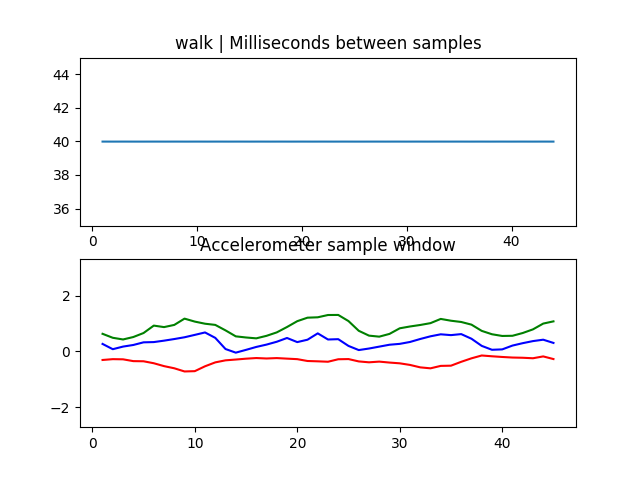 walk | Milliseconds between samples
44
42
40
38
36
0 10 20 30 40
Accelerometer sample window
2
0
−2
0 10 20 30 40